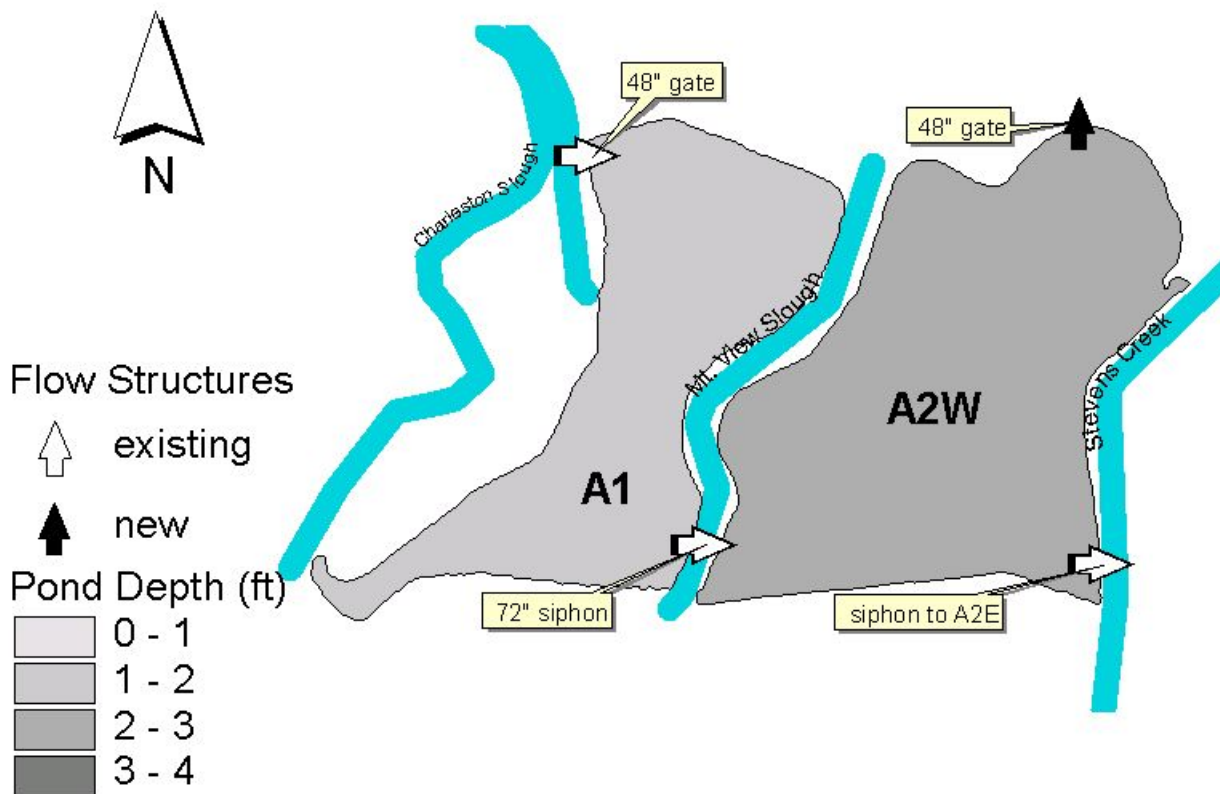 N
48" gate
48" gate
Charleston Slough
Mt. View Slough
Stevens Creek
A2W
A1
72" siphon
siphon to A2E
Flow Structures
existing
new
Pond Depth (ft)
0 - 1
1 - 2
2 - 3
3 - 4